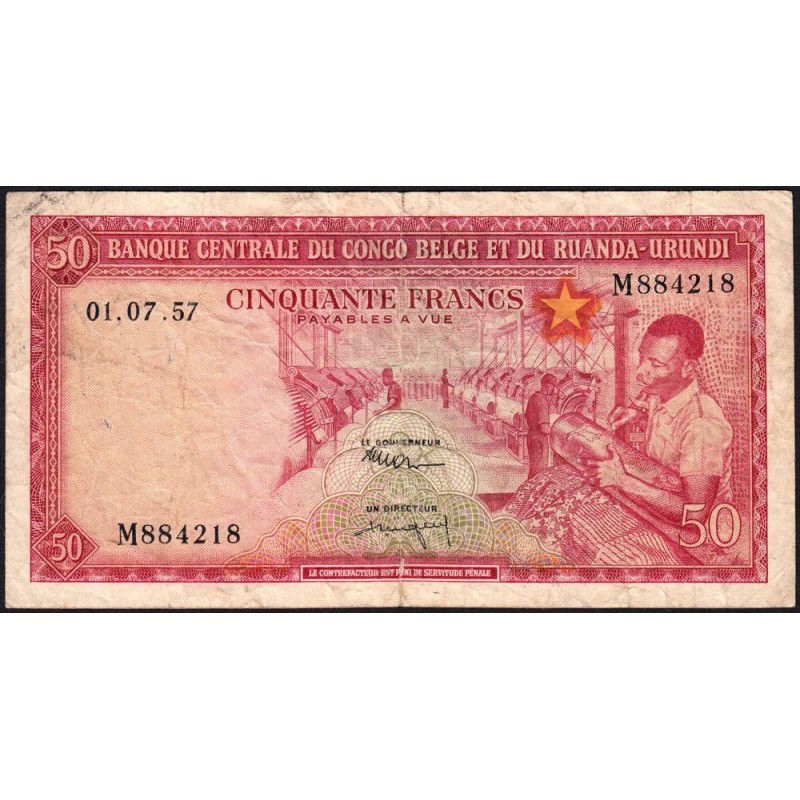 50 BANQUE CENTRALE DU CONGO BELGE ET DU RUANDA-URUNDI
01.07.57
CINQUANTE FRANCS
PAYABLES A VUE
M884218
LE GOUVERNEUR
UN DIRECTEUR
M884218
50
50
LE CONTREFACTEUR EST PUNI DE SERVITUDE PÉNALE